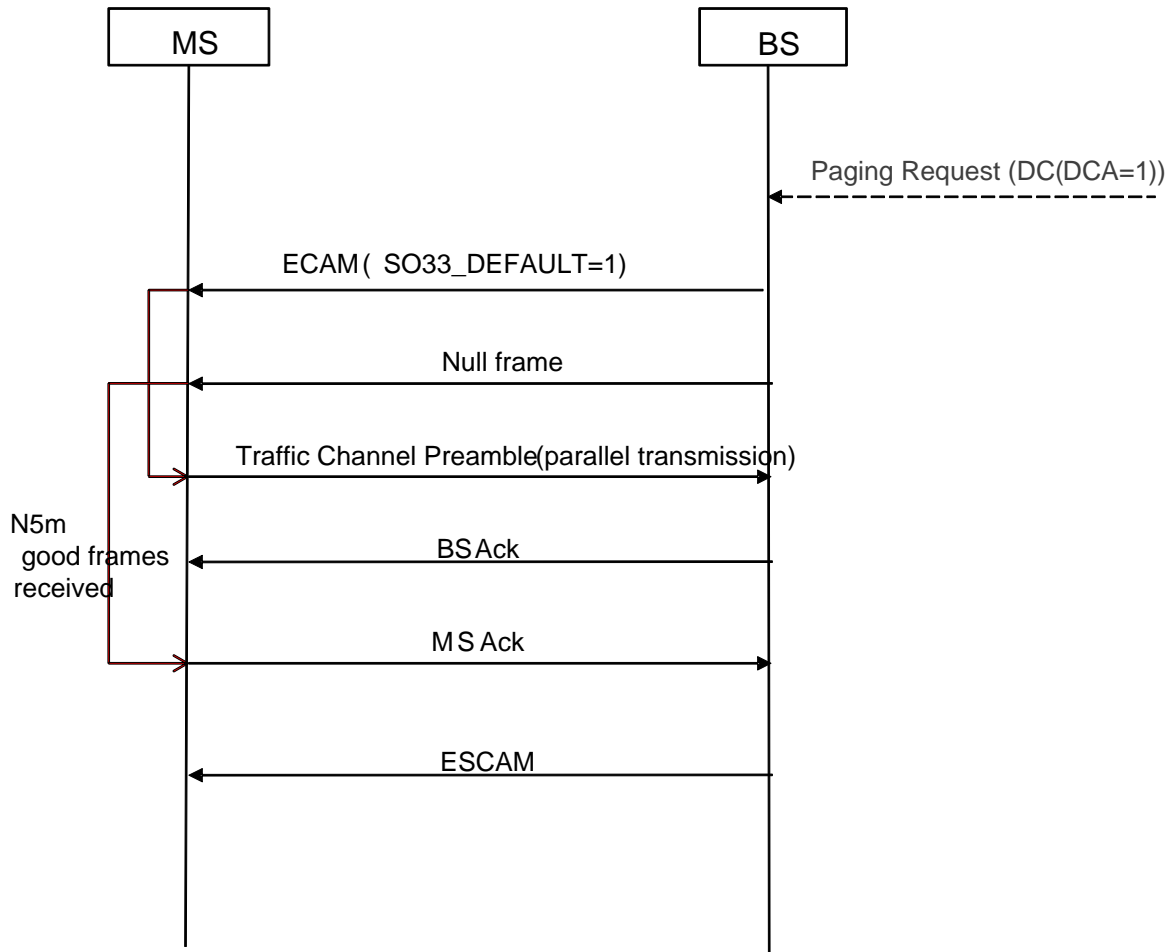 MS
BS
Paging Request (DC(DCA=1))
ECAM( SO33_DEFAULT=1)
Null frame
Traffic Channel Preamble(parallel transmission)
N5m
good frames
received
BS Ack
MS Ack
ESCAM